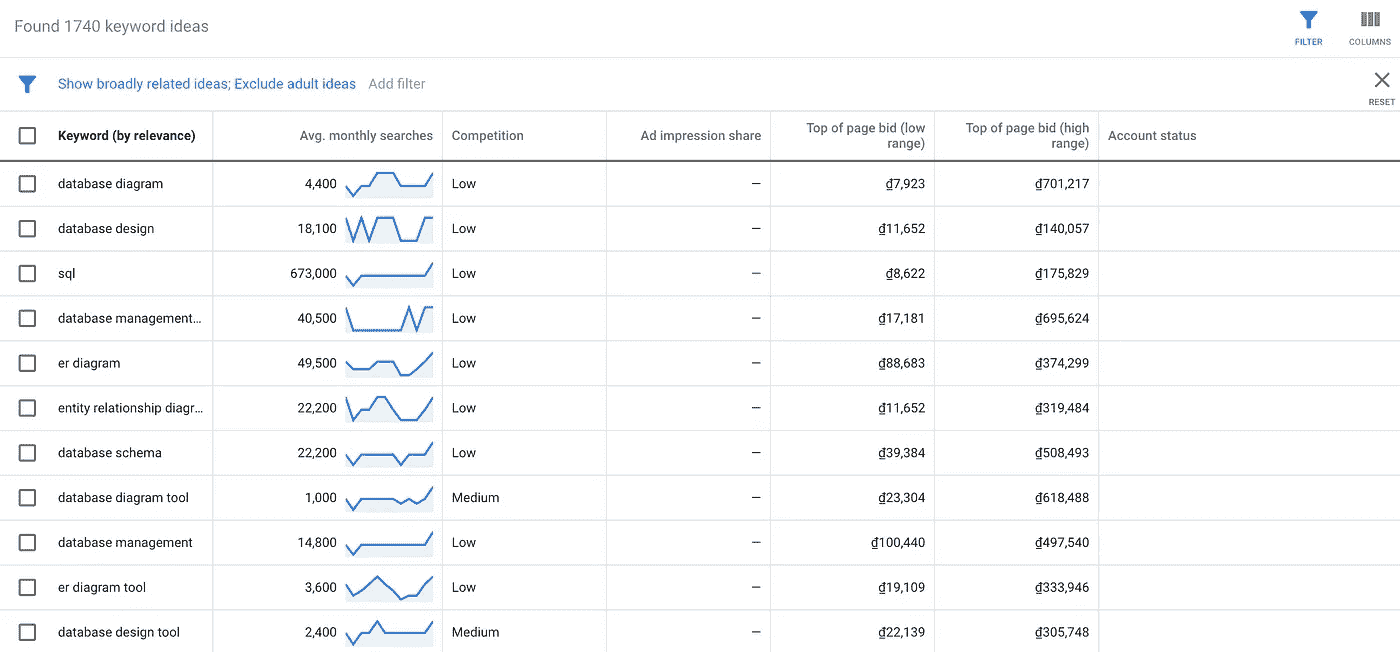 Found 1740 keyword ideas
FILTER
COLUMNS
Show broadly related ideas; Exclude adult ideas Add filter
RESET
Keyword (by relevance) Avg. monthly searches Competition Ad impression share Top of page bid (low range) Top of page bid (high range) Account status
database diagram 4,400 Low – ₫7,923 ₫701,217
database design 18,100 Low – ₫11,652 ₫140,057
sql 673,000 Low – ₫8,622 ₫175,829
database management... 40,500 Low – ₫17,181 ₫695,624
er diagram 49,500 Low – ₫88,683 ₫374,299
entity relationship diagr... 22,200 Low – ₫11,652 ₫319,484
database schema 22,200 Low – ₫39,384 ₫508,493
database diagram tool 1,000 Medium – ₫23,304 ₫618,488
database management 14,800 Low – ₫100,440 ₫497,540
er diagram tool 3,600 Low – ₫19,109 ₫333,946
database design tool 2,400 Medium – ₫22,139 ₫305,748